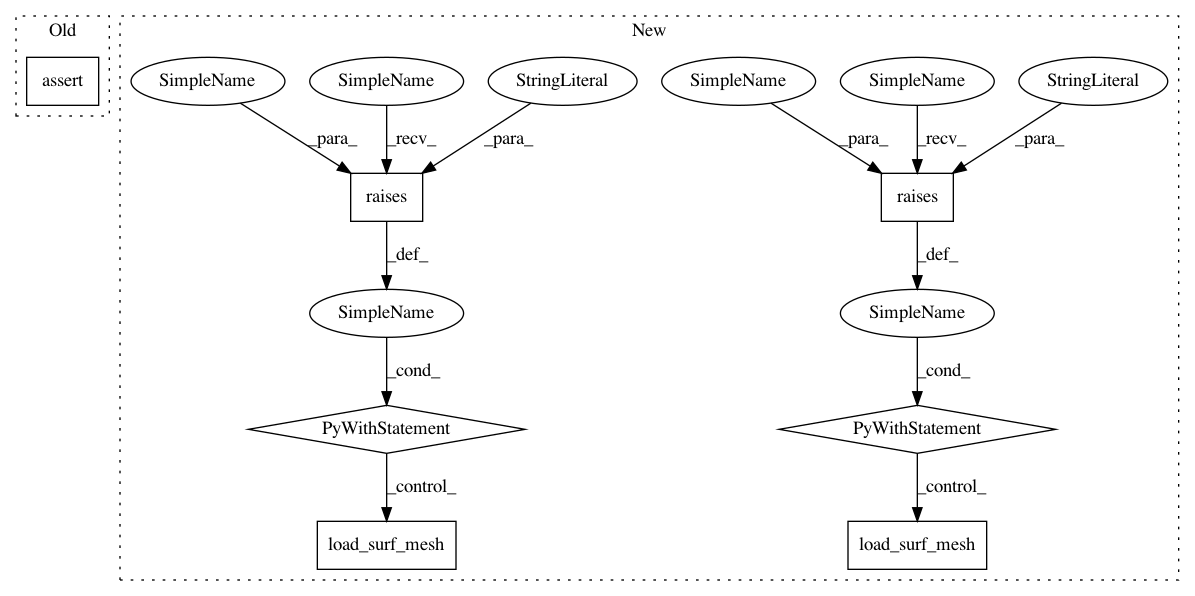 Old
New
assert
SimpleName
SimpleName
StringLiteral
SimpleName
SimpleName
StringLiteral
_para_
_recv_
_para_
_para_
_recv_
_para_
raises
raises
_def_
_def_
SimpleName
SimpleName
_cond_
_cond_
PyWithStatement
PyWithStatement
_control_
_control_
load_surf_mesh
load_surf_mesh